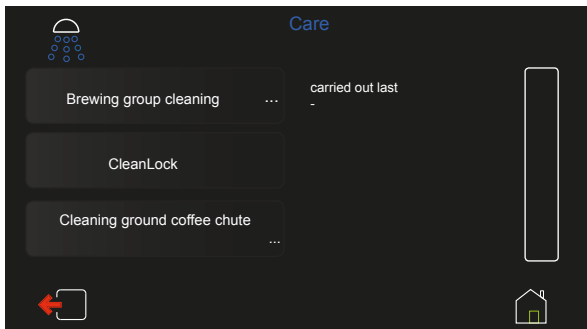 Care
Brewing group cleaning ...
carried out last
-
CleanLock
Cleaning ground coffee chute
...